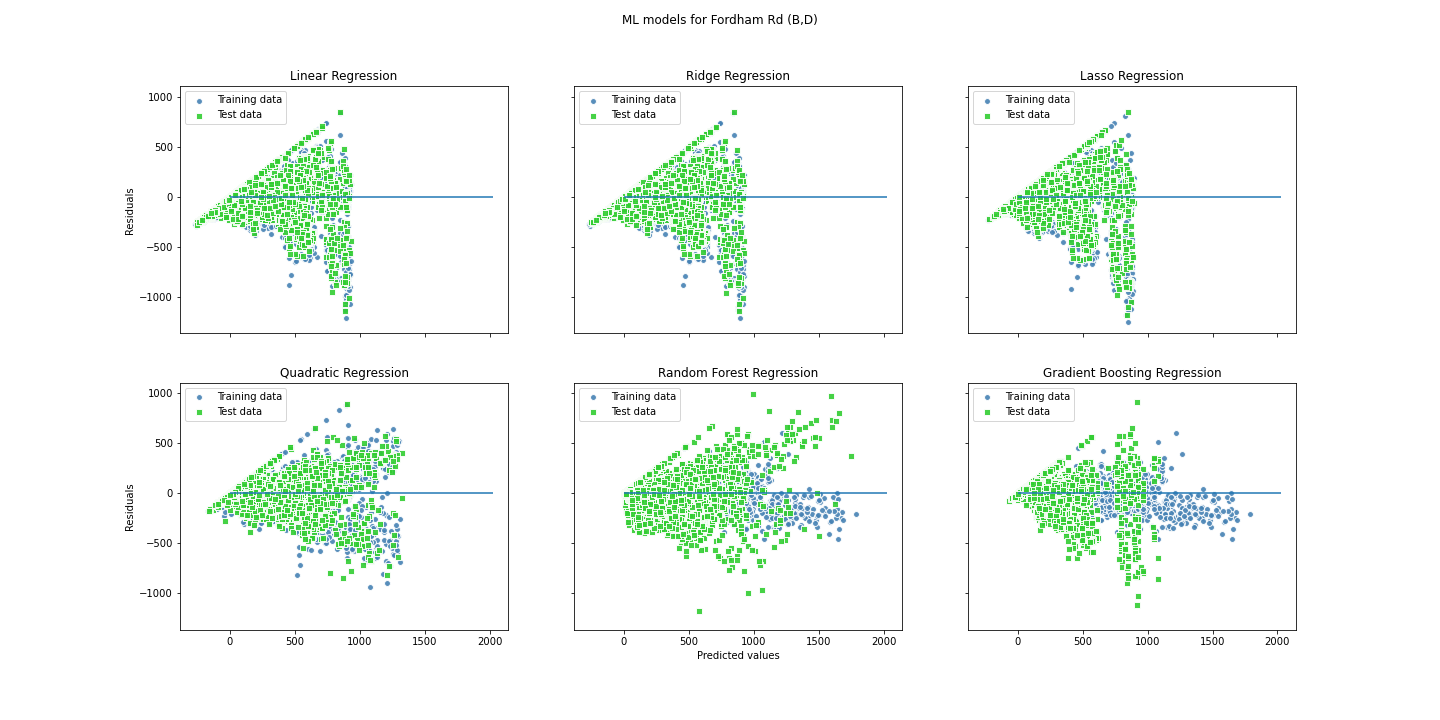 ML models for Fordham Rd (B,D)
Linear Regression
Ridge Regression
Lasso Regression
Training data
Test data
Training data
Test data
Training data
Test data
1000
500
0
−500
−1000
Residuals
Quadratic Regression
Random Forest Regression
Gradient Boosting Regression
Training data
Test data
Training data
Test data
Training data
Test data
1000
500
0
−500
−1000
Residuals
0 500 1000 1500 2000
0 500 1000 1500 2000
0 500 1000 1500 2000
Predicted values